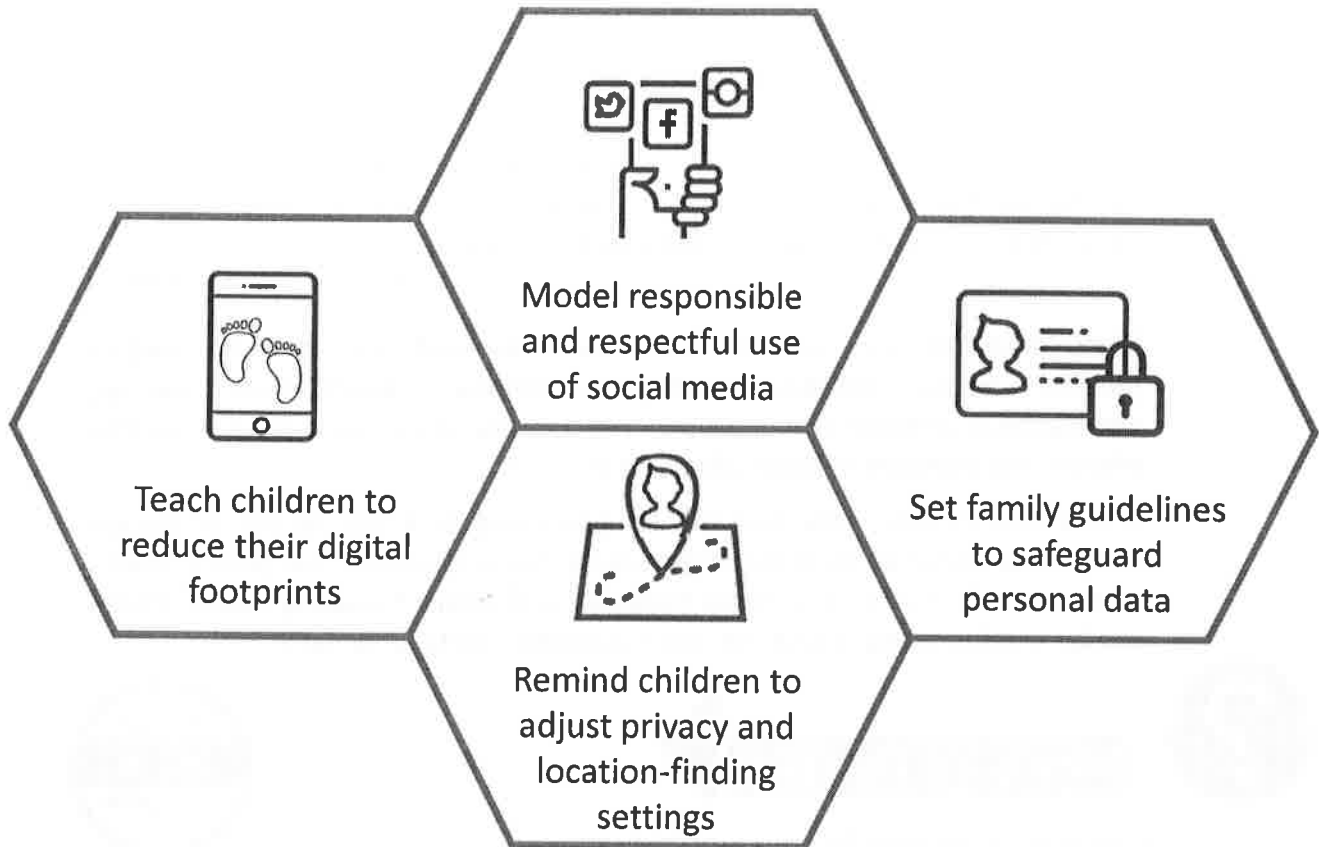 Model responsible
and respectful use
of social media
Teach children to
reduce their digital
footprints
Set family guidelines
to safeguard
personal data
Remind children to
adjust privacy and
location-finding
settings